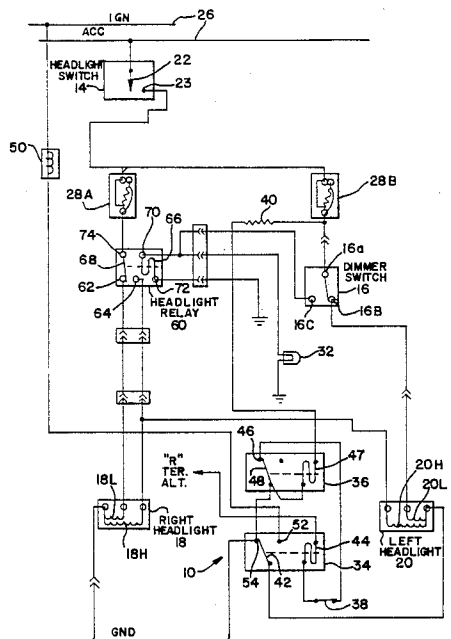 IGN
26
ACC
HEADLIGHT
SWITCH
14
22
23
50
28A
28B
70
66
40
74
68
62
64
72
HEADLIGHT
RELAY
60
16a
DIMMER
SWITCH
16
16C
16B
32
46
47
48
36
"R"
TER.
ALT.
18L
18H
RIGHT
HEADLIGHT
18
20H
20L
LEFT
HEADLIGHT
20
52
44
10
54
42
34
38
GND